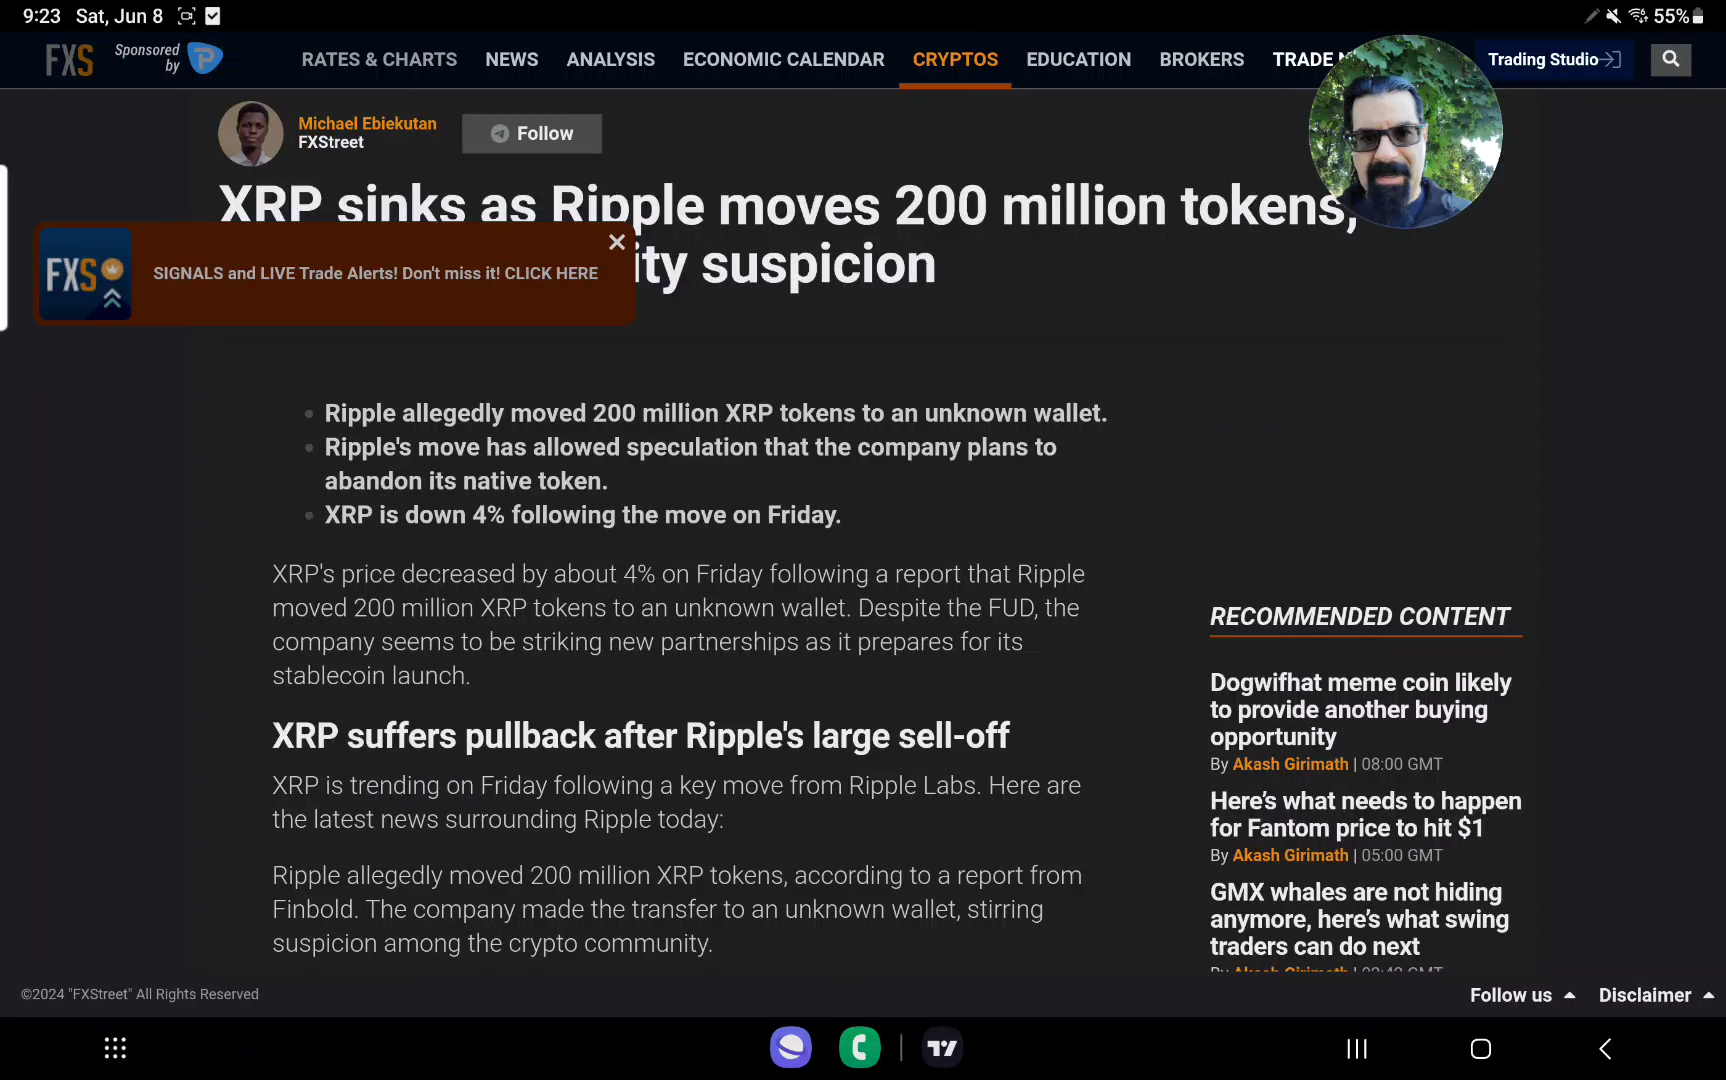 9:23 Sat, Jun 8
55%
FXS Sponsored by
RATES & CHARTS NEWS ANALYSIS ECONOMIC CALENDAR CRYPTOS EDUCATION BROKERS TRADE Trading Studio
Michael Ebiekutan
FXStreet
Follow
XRP sinks as Ripple moves 200 million tokens,
ity suspicion
FXS
SIGNALS and LIVE Trade Alerts! Don't miss it! CLICK HERE
Ripple allegedly moved 200 million XRP tokens to an unknown wallet.
Ripple's move has allowed speculation that the company plans to
abandon its native token.
XRP is down 4% following the move on Friday.
XRP's price decreased by about 4% on Friday following a report that Ripple
moved 200 million XRP tokens to an unknown wallet. Despite the FUD, the
company seems to be striking new partnerships as it prepares for its
stablecoin launch.
XRP suffers pullback after Ripple's large sell-off
XRP is trending on Friday following a key move from Ripple Labs. Here are
the latest news surrounding Ripple today:
Ripple allegedly moved 200 million XRP tokens, according to a report from
Finbold. The company made the transfer to an unknown wallet, stirring
suspicion among the crypto community.
RECOMMENDED CONTENT
Dogwifhat meme coin likely
to provide another buying
opportunity
By Akash Girimath | 08:00 GMT
Here's what needs to happen
for Fantom price to hit $1
By Akash Girimath | 05:00 GMT
GMX whales are not hiding
anymore, here's what swing
traders can do next
©2024 "FXStreet" All Rights Reserved
Follow us
Disclaimer